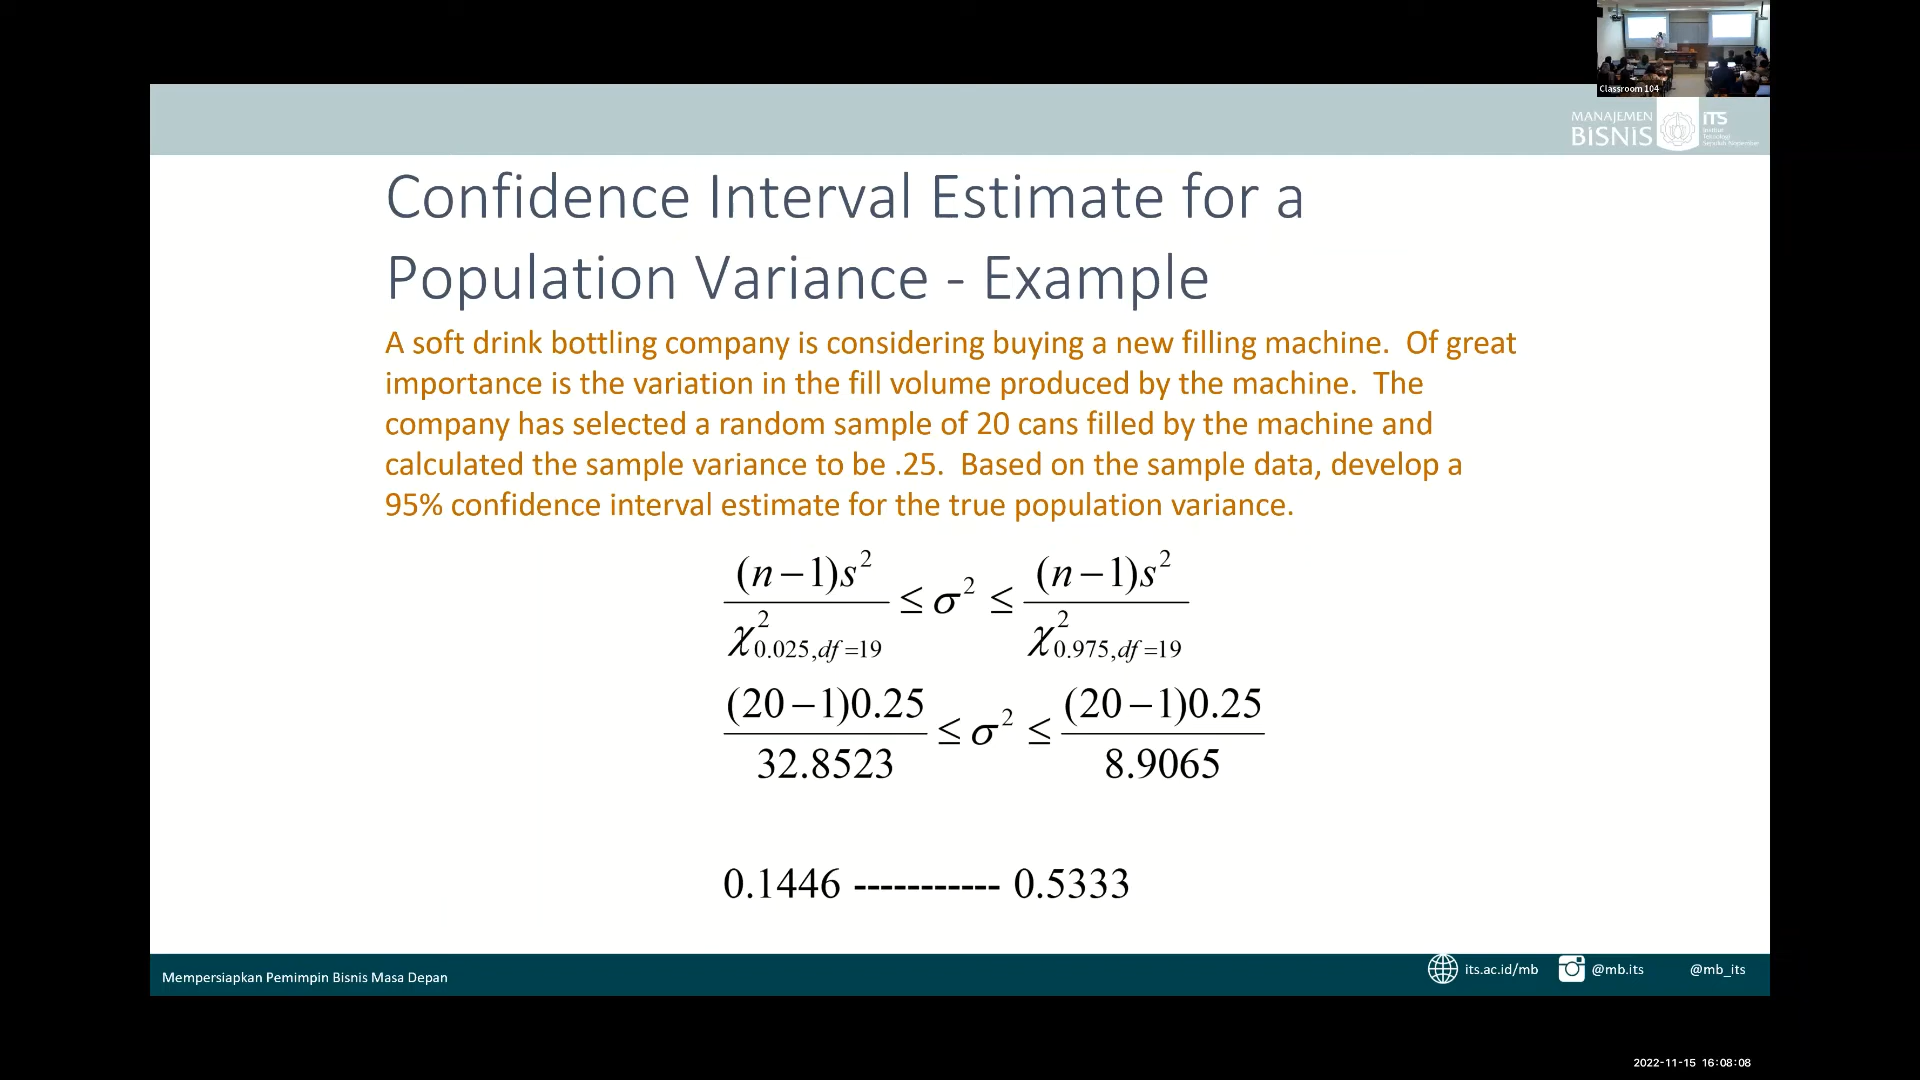 Classroom 104
MANAJEMEN
BISNIS
iTS
Institut
Teknologi
Sepuluh Nopember
Confidence Interval Estimate for a
Population Variance - Example
A soft drink bottling company is considering buying a new filling machine.  Of great
importance is the variation in the fill volume produced by the machine.  The
company has selected a random sample of 20 cans filled by the machine and
calculated the sample variance to be .25.  Based on the sample data, develop a
95% confidence interval estimate for the true population variance.
(n−1)s² / χ²0.025,df=19 ≤ σ² ≤ (n−1)s² / χ²0.975,df=19
(20−1)0.25 / 32.8523 ≤ σ² ≤ (20−1)0.25 / 8.9065
0.1446 ----------- 0.5333
Mempersiapkan Pemimpin Bisnis Masa Depan
its.ac.id/mb @mb.its @mb_its
2022-11-15 16:08:08